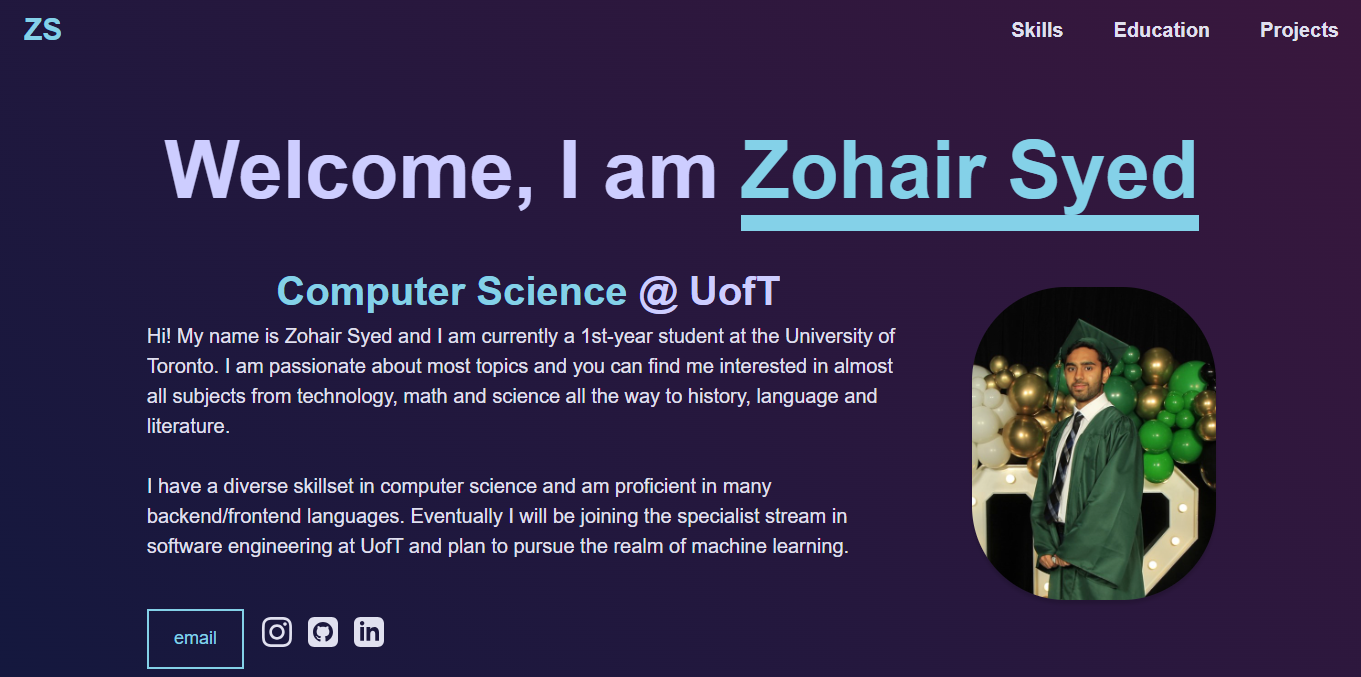 ZS
Skills Education Projects
Welcome, I am Zohair Syed
Computer Science @ UofT
Hi! My name is Zohair Syed and I am currently a 1st-year student at the University of
Toronto. I am passionate about most topics and you can find me interested in almost
all subjects from technology, math and science all the way to history, language and
literature.
I have a diverse skillset in computer science and am proficient in many
backend/frontend languages. Eventually I will be joining the specialist stream in
software engineering at UofT and plan to pursue the realm of machine learning.
email
in